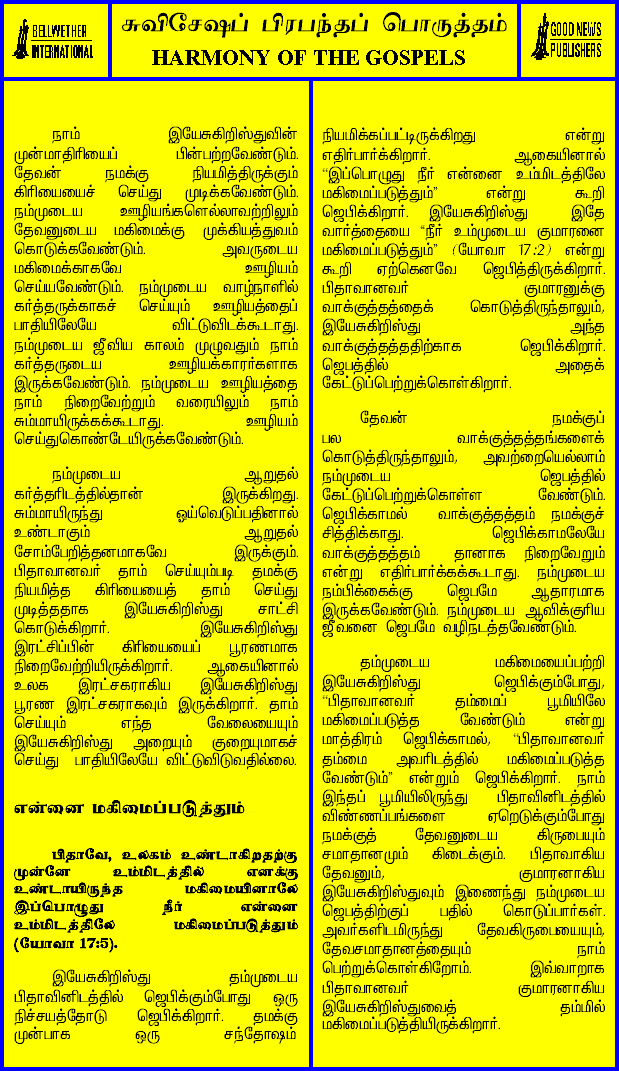 BELLWETHER
INTERNATIONAL
சுவிசேஷப் பிரபந்தப் பொருத்தம்
HARMONY OF THE GOSPELS
GOOD NEWS
PUBLISHERS
நாம் இயேசுகிறிஸ்துவின்
முன்மாதிரியைப் பின்பற்றவேண்டும்.
தேவன் நமக்கு நியமித்திருக்கும்
கிரியையைச் செய்து முடிக்கவேண்டும்.
நம்முடைய ஊழியங்களெல்லாவற்றிலும்
தேவனுடைய மகிமைக்கு முக்கியத்துவம்
கொடுக்கவேண்டும். அவருடைய
மகிமைக்காகவே ஊழியம்
செய்யவேண்டும். நம்முடைய வாழ்நாளில்
கர்த்தருக்காகச் செய்யும் ஊழியத்தைப்
பாதியிலேயே விட்டுவிடக்கூடாது.
நம்முடைய ஜீவிய காலம் முழுவதும் நாம்
கர்த்தருடைய ஊழியக்காரர்களாக
இருக்கவேண்டும். நம்முடைய ஊழியத்தை
நாம் நிறைவேற்றும் வரையிலும் நாம்
சும்மாயிருக்கக்கூடாது. ஊழியம்
செய்துகொண்டேயிருக்கவேண்டும்.
நம்முடைய ஆறுதல்
கர்த்தரிடத்தில்தான் இருக்கிறது.
சும்மாயிருந்து ஓய்வெடுப்பதினால்
உண்டாகும் ஆறுதல்
சோம்பேறித்தனமாகவே இருக்கும்.
பிதாவானவர் தாம் செய்யும்படி தமக்கு
நியமித்த கிரியையைத் தாம் செய்து
முடித்ததாக இயேசுகிறிஸ்து சாட்சி
கொடுக்கிறார். இயேசுகிறிஸ்து
இரட்சிப்பின் கிரியையைப் பூரணமாக
நிறைவேற்றியிருக்கிறார். ஆகையினால்
உலக இரட்சகராகிய இயேசுகிறிஸ்து
பூரண இரட்சகராகவும் இருக்கிறார். தாம்
செய்யும் எந்த வேலையையும்
இயேசுகிறிஸ்து அறையும் குறையுமாகச்
செய்து பாதியிலேயே விட்டுவிடுவதில்லை.
என்னை மகிமைப்படுத்தும்
பிதாவே, உலகம் உண்டாகிறதற்கு
முன்னே உம்மிடத்தில் எனக்கு
உண்டாயிருந்த மகிமையினாலே
இப்பொழுது நீர் என்னை
உம்மிடத்திலே மகிமைப்படுத்தும்
(யோவா 17:5).
இயேசுகிறிஸ்து தம்முடைய
பிதாவினிடத்தில் ஜெபிக்கும்போது ஒரு
நிச்சயத்தோடு ஜெபிக்கிறார். தமக்கு
முன்பாக ஒரு சந்தோஷம்
நியமிக்கப்பட்டிருக்கிறது என்று
எதிர்பார்க்கிறார். ஆகையினால்
"இப்பொழுது நீர் என்னை உம்மிடத்திலே
மகிமைப்படுத்தும்" என்று கூறி
ஜெபிக்கிறார். இயேசுகிறிஸ்து இதே
வார்த்தையை "நீர் உம்முடைய குமாரனை
மகிமைப்படுத்தும்" (யோவா 17:2) என்று
கூறி ஏற்கெனவே ஜெபித்திருக்கிறார்.
பிதாவானவர் குமாரனுக்கு
வாக்குத்தத்தைக் கொடுத்திருந்தாலும்,
இயேசுகிறிஸ்து அந்த
வாக்குத்தத்ததிற்காக ஜெபிக்கிறார்.
ஜெபத்தில் அதைக்
கேட்டுப்பெற்றுக்கொள்கிறார்.
தேவன் நமக்குப்
பல வாக்குத்தத்தங்களைக்
கொடுத்திருந்தாலும், அவற்றையெல்லாம்
நம்முடைய ஜெபத்தில்
கேட்டுப்பெற்றுக்கொள்ள வேண்டும்.
ஜெபிக்காமல் வாக்குத்தத்தம் நமக்குச்
சித்திக்காது. ஜெபிக்காமலேயே
வாக்குத்தத்தம் தானாக நிறைவேறும்
என்று எதிர்பார்க்கக்கூடாது. நம்முடைய
நம்பிக்கைக்கு ஜெபமே ஆதாரமாக
இருக்கவேண்டும். நம்முடைய ஆவிக்குரிய
ஜீவனை ஜெபமே வழிநடத்தவேண்டும்.
தம்முடைய மகிமையைப்பற்றி
இயேசுகிறிஸ்து ஜெபிக்கும்போது,
"பிதாவானவர் தம்மைப் பூமியிலே
மகிமைப்படுத்த வேண்டும் என்று
மாத்திரம் ஜெபிக்காமல், "பிதாவானவர்
தம்மை அவரிடத்தில் மகிமைப்படுத்த
வேண்டும்" என்றும் ஜெபிக்கிறார். நாம்
இந்தப் பூமியிலிருந்து பிதாவினிடத்தில்
விண்ணப்பங்களை ஏறெடுக்கும்போது
நமக்குத் தேவனுடைய கிருபையும்
சமாதானமும் கிடைக்கும். பிதாவாகிய
தேவனும், குமாரனாகிய
இயேசுகிறிஸ்துவும் இணைந்து நம்முடைய
ஜெபத்திற்குப் பதில் கொடுப்பார்கள்.
அவர்களிடமிருந்து தேவகிருபையையும்,
தேவசமாதானத்தையும் நாம்
பெற்றுக்கொள்கிறோம். இவ்வாறாக
பிதாவானவர் குமாரனாகிய
இயேசுகிறிஸ்துவைத் தம்மில்
மகிமைப்படுத்தியிருக்கிறார்.